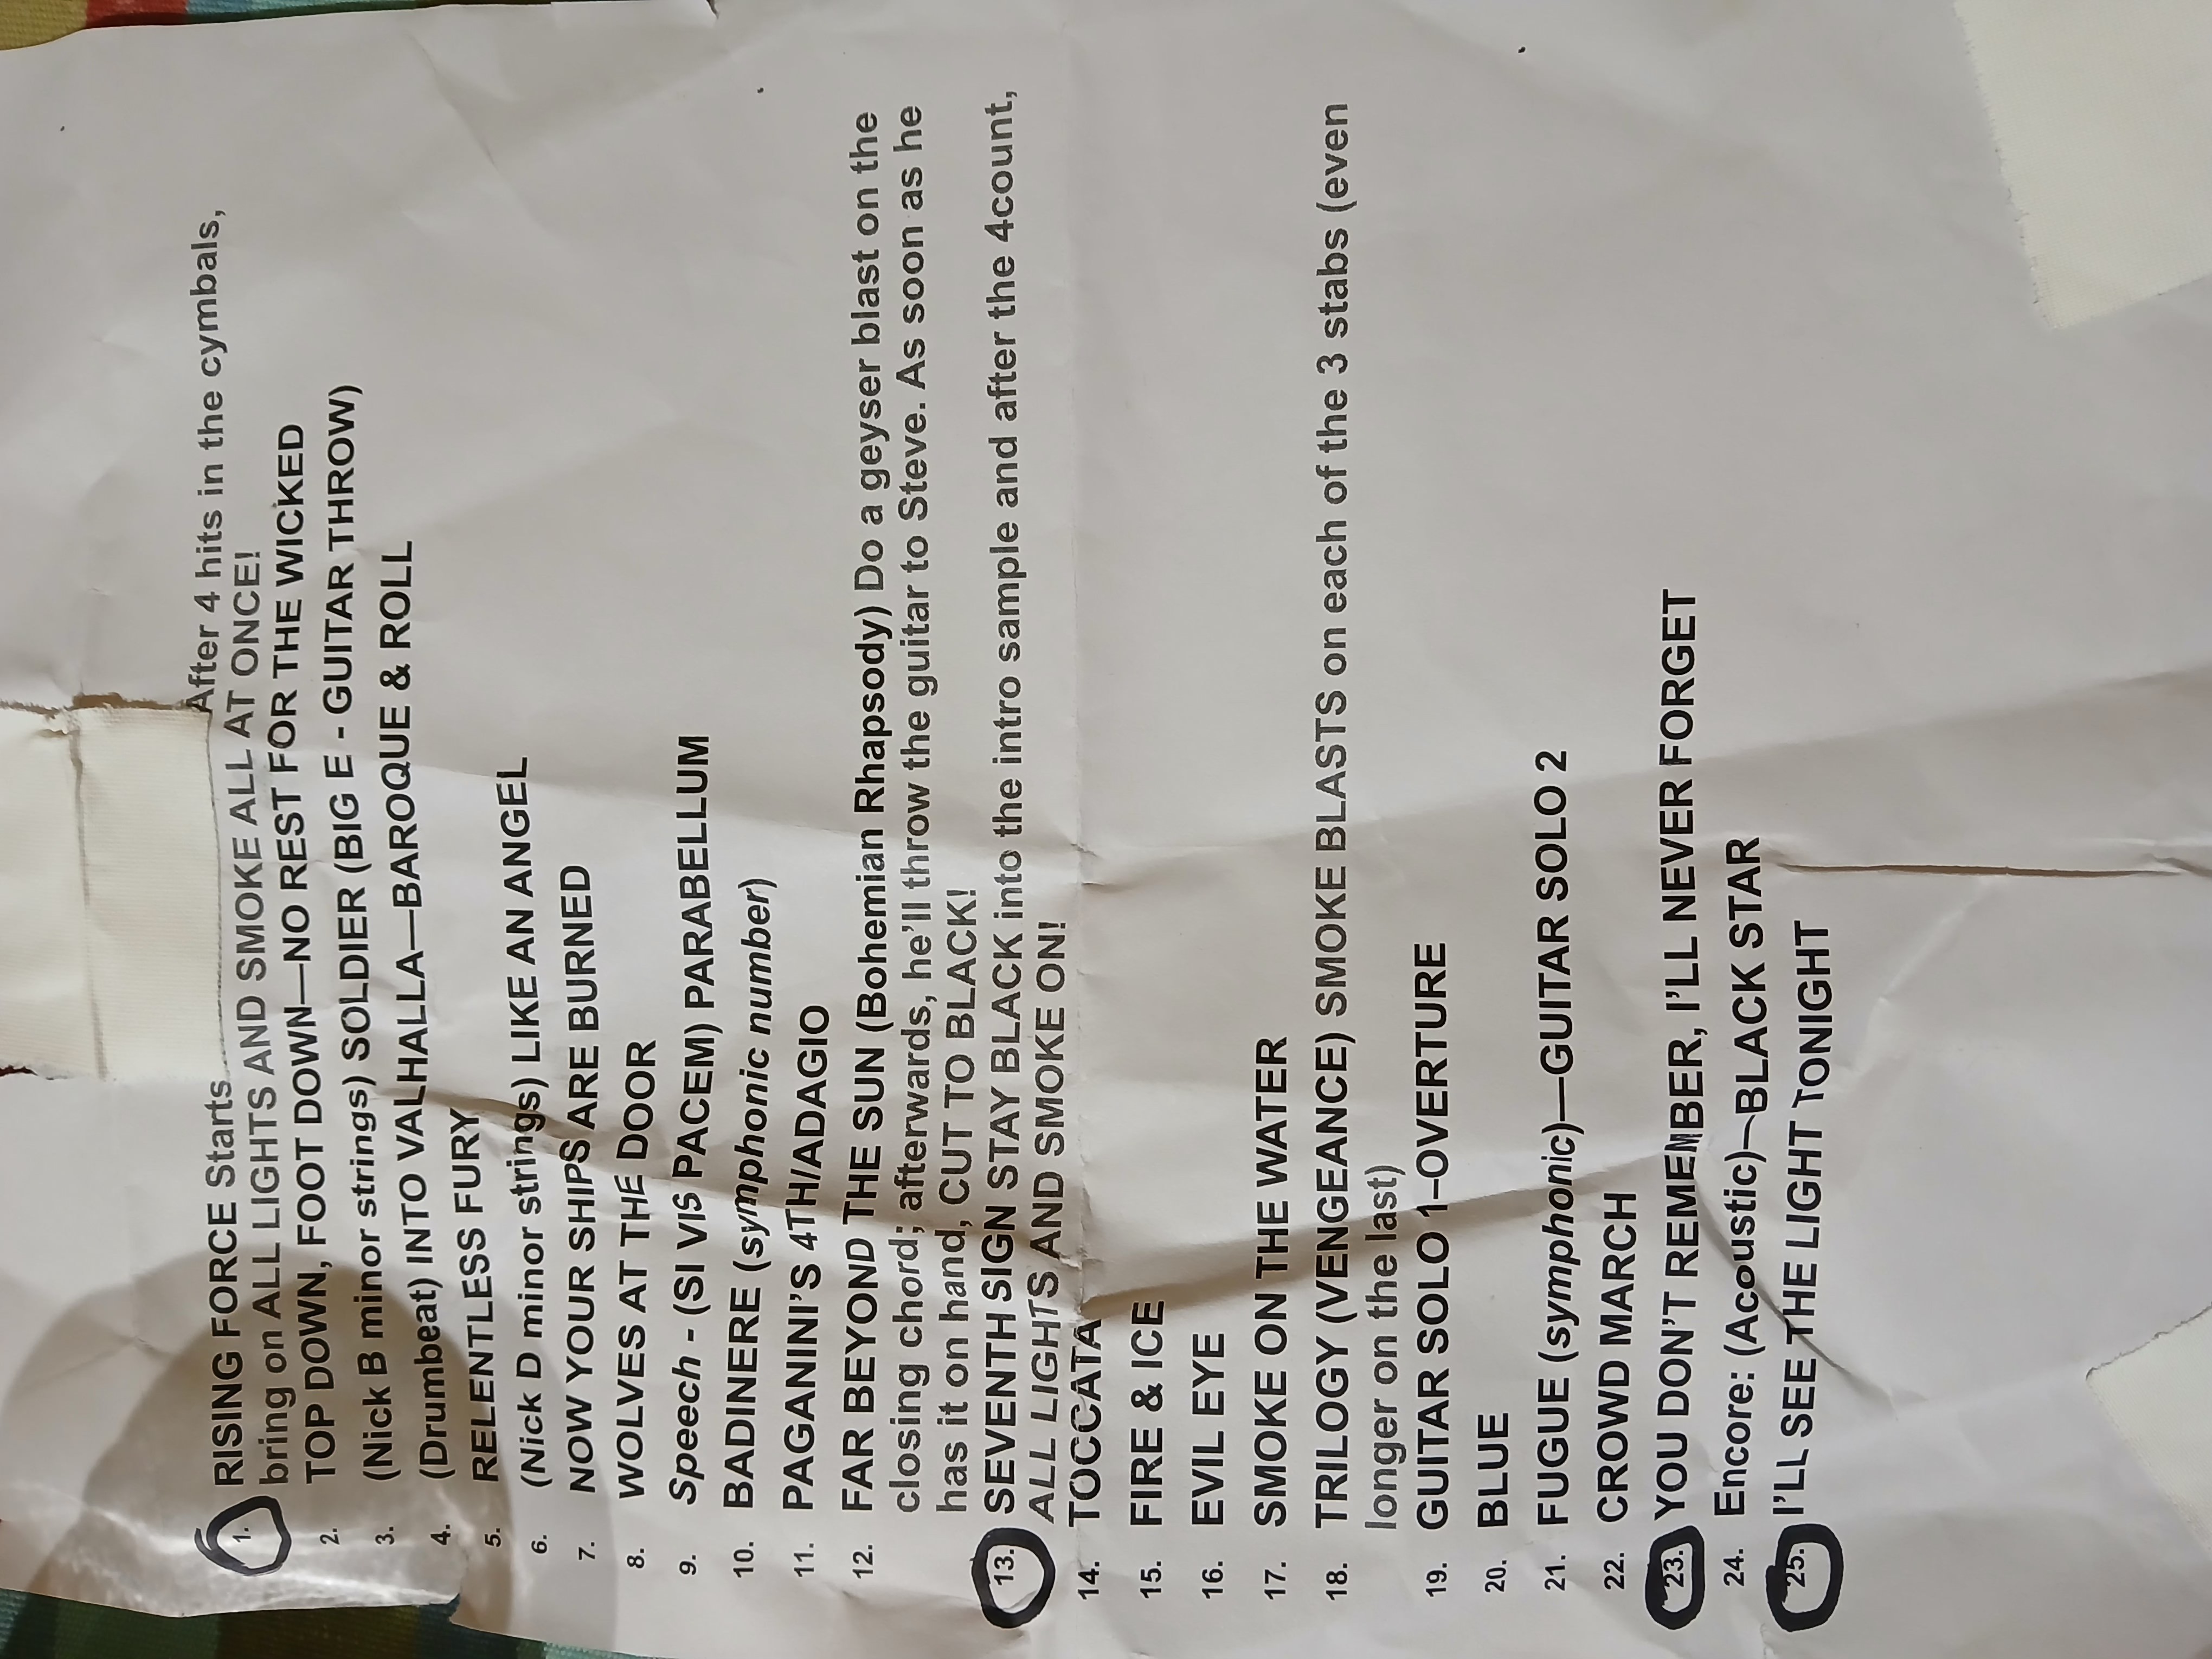 1. RISING FORCE Starts After 4 hits in the cymbals,
bring on ALL LIGHTS AND SMOKE ALL AT ONCE!
2. TOP DOWN, FOOT DOWN—NO REST FOR THE WICKED
3. (Nick B minor strings) SOLDIER (BIG E - GUITAR THROW)
4. (Drumbeat) INTO VALHALLA—BAROQUE & ROLL
5. RELENTLESS FURY
6. (Nick D minor strings) LIKE AN ANGEL
7. NOW YOUR SHIPS ARE BURNED
8. WOLVES AT THE DOOR
9. Speech - (SI VIS PACEM) PARABELLUM
10. BADINERE (symphonic number)
11. PAGANINI'S 4TH/ADAGIO
12. FAR BEYOND THE SUN (Bohemian Rhapsody) Do a geyser blast on the
closing chord; afterwards, he'll throw the guitar to Steve. As soon as he
has it on hand, CUT TO BLACK!
13. SEVENTH SIGN STAY BLACK into the intro sample and after the 4count,
ALL LIGHTS AND SMOKE ON!
14. TOCCATA
15. FIRE & ICE
16. EVIL EYE
17. SMOKE ON THE WATER
18. TRILOGY (VENGEANCE) SMOKE BLASTS on each of the 3 stabs (even
longer on the last)
19. GUITAR SOLO 1–OVERTURE
20. BLUE
21. FUGUE (symphonic)—GUITAR SOLO 2
22. CROWD MARCH
23. YOU DON'T REMEMBER, I'LL NEVER FORGET
24. Encore: (Acoustic)—BLACK STAR
25. I'LL SEE THE LIGHT TONIGHT